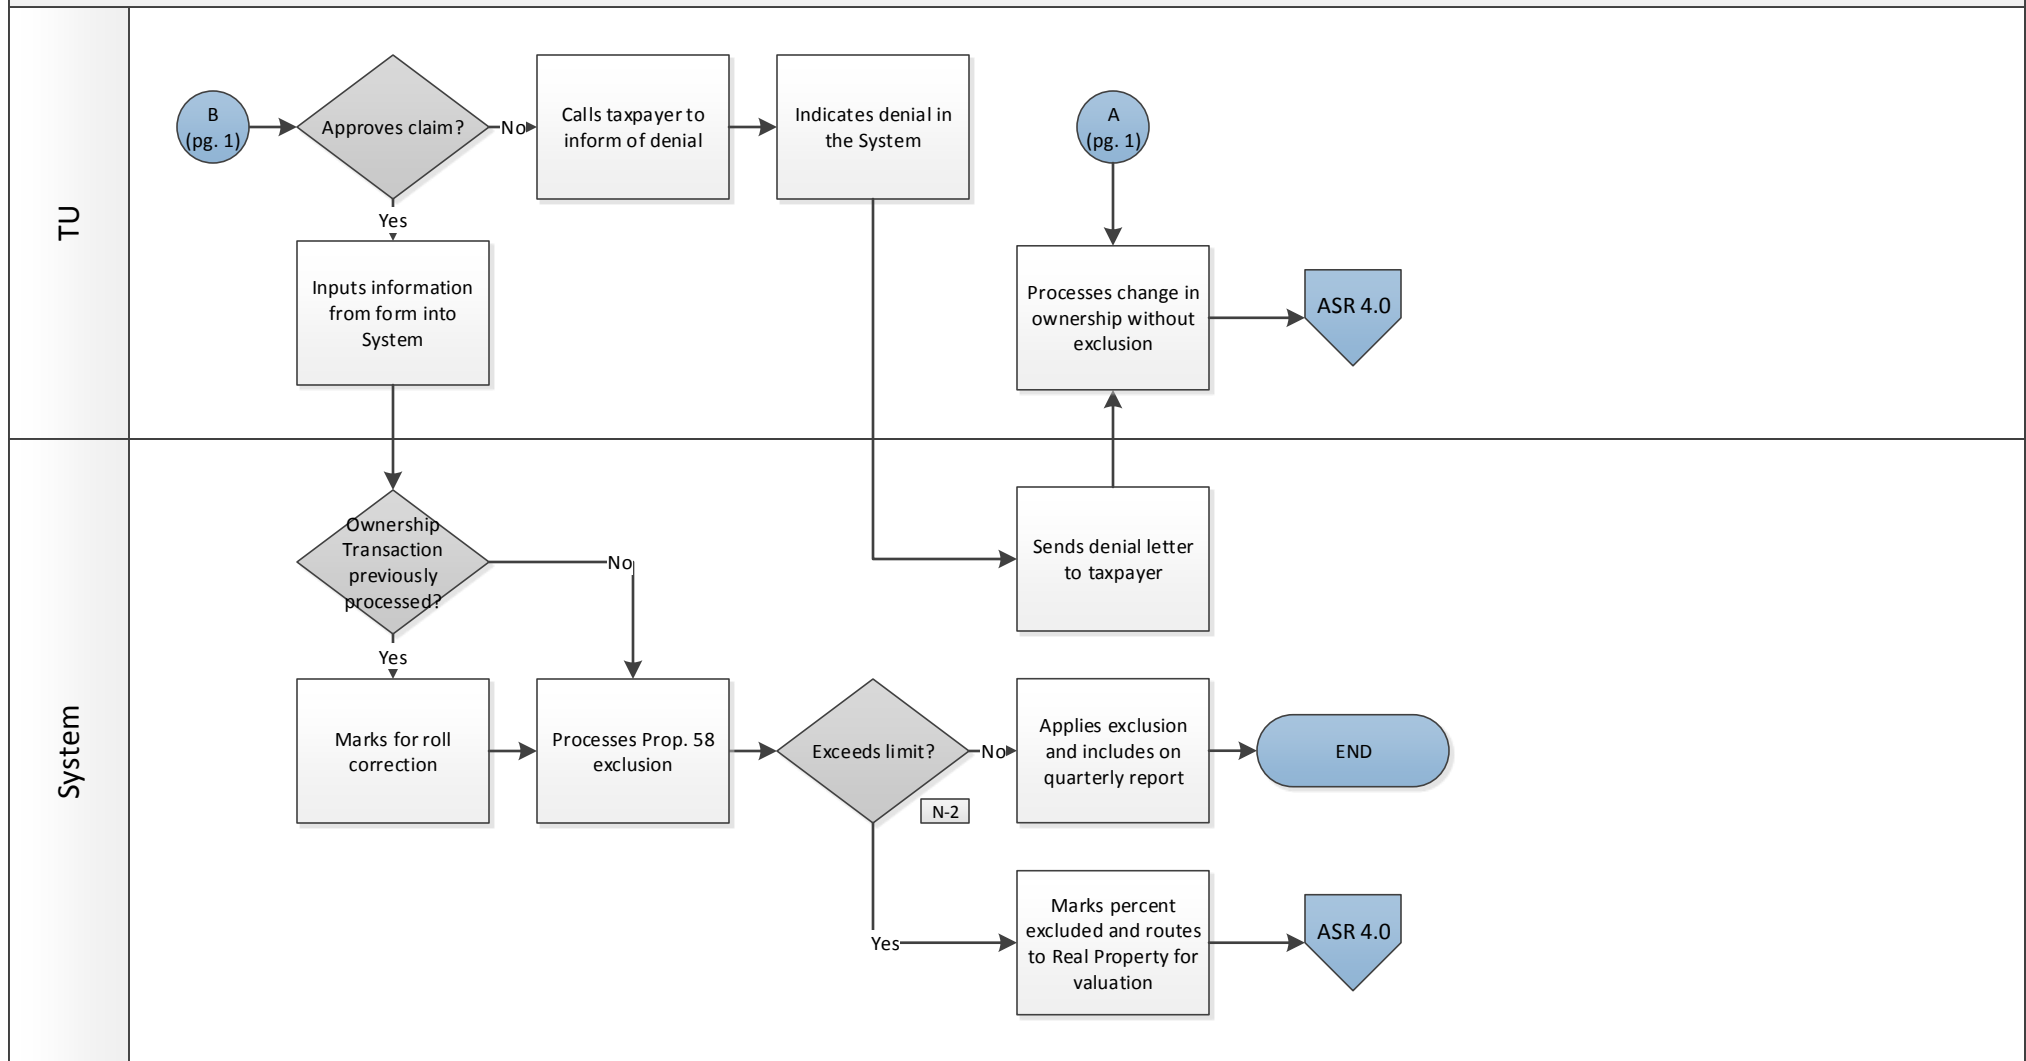 TU
B
(pg. 1)
Approves claim?
No
Calls taxpayer to
inform of denial
Indicates denial in
the System
A
(pg. 1)
Yes
Inputs information
from form into
System
Processes change in
ownership without
exclusion
ASR 4.0
System
Ownership
Transaction
previously
processed?
No
Sends denial letter
to taxpayer
Yes
Marks for roll
correction
Processes Prop. 58
exclusion
Exceeds limit?
No
N-2
Applies exclusion
and includes on
quarterly report
END
Yes
Marks percent
excluded and routes
to Real Property for
valuation
ASR 4.0